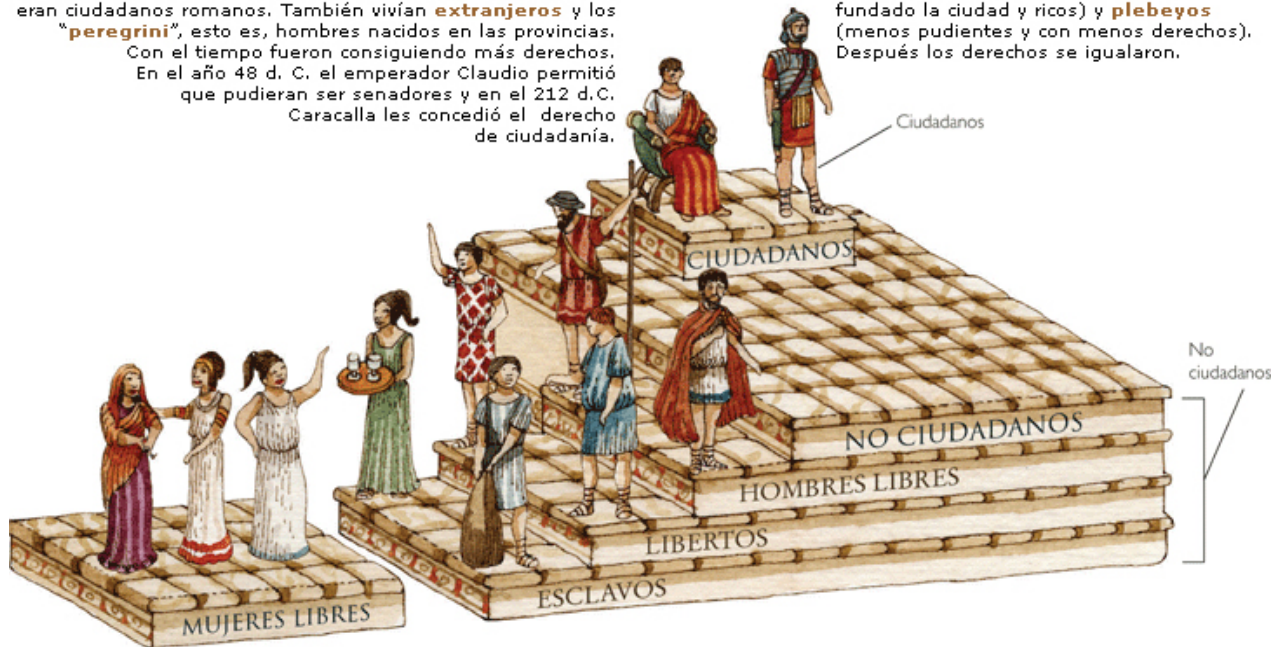 eran ciudadanos romanos. También vivían extranjeros y los
"peregrini", esto es, hombres nacidos en las provincias.
Con el tiempo fueron consiguiendo más derechos.
En el año 48 d. C. el emperador Claudio permitió
que pudieran ser senadores y en el 212 d.C.
Caracalla les concedió el derecho
de ciudadanía.
fundado la ciudad y ricos) y plebeyos
(menos pudientes y con menos derechos).
Después los derechos se igualaron.
Ciudadanos
CIUDADANOS
No
ciudadanos
NO CIUDADANOS
HOMBRES LIBRES
LIBERTOS
ESCLAVOS
MUJERES LIBRES